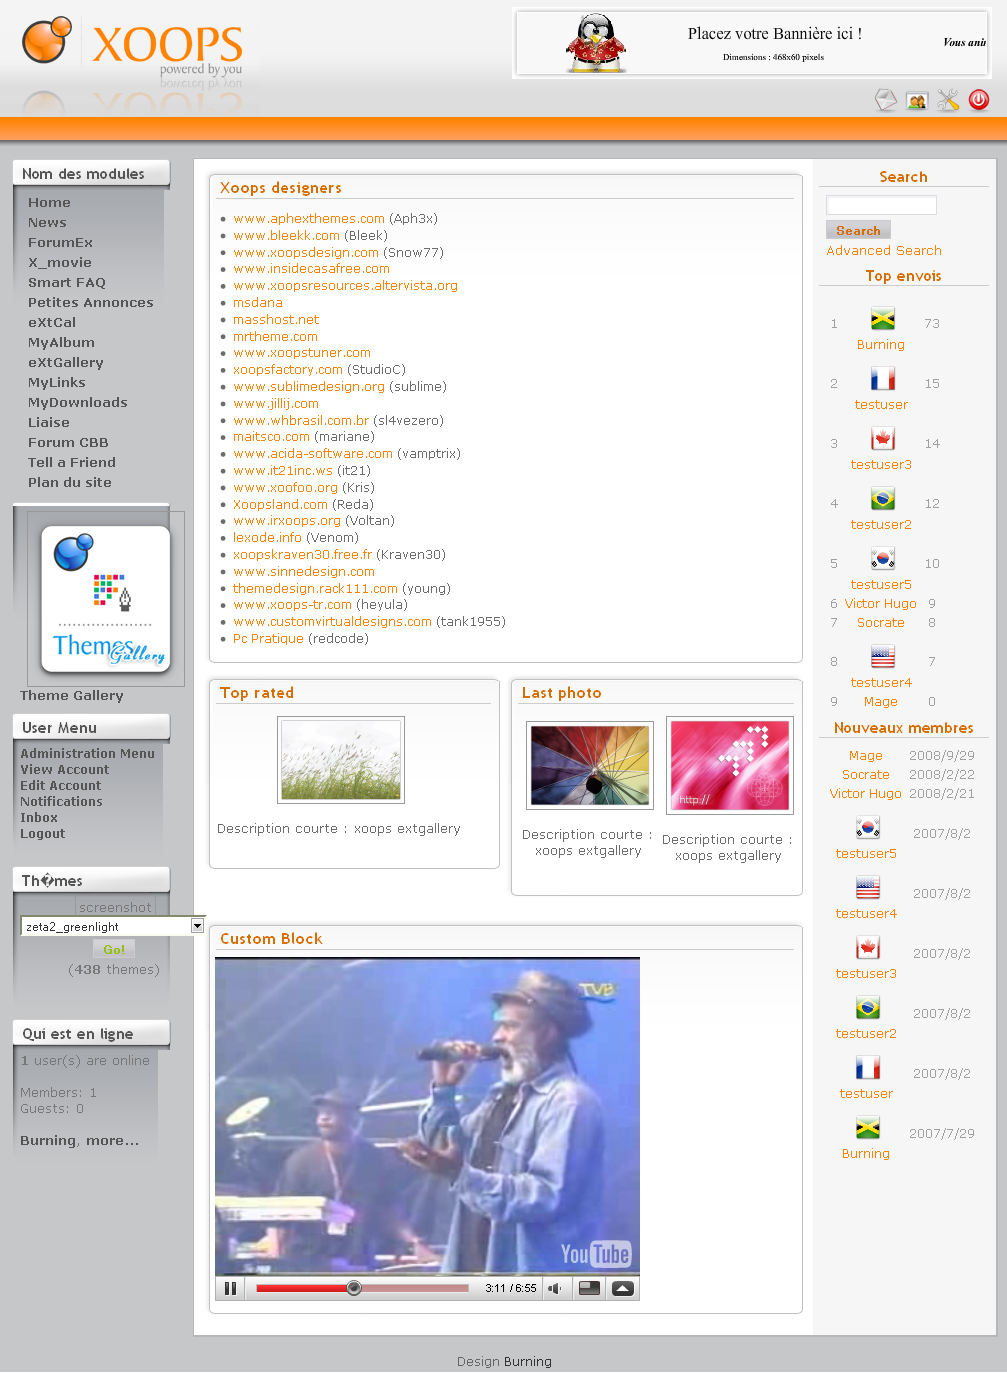 XOOPS
powered by you
Placez votre Bannière ici !
Dimensions : 468x60 pixels
Vous
Nom des modules
Home
News
ForumEx
X_movie
Smart FAQ
Petites Annonces
eXtCal
MyAlbum
eXtGallery
MyLinks
MyDownloads
Liaise
Forum CBB
Tell a Friend
Plan du site
Themes
Gallery
Theme Gallery
User Menu
Administration Menu
View Account
Edit Account
Notifications
Inbox
Logout
Th�mes
screenshot
zeta2_greenlight
Go!
(438 themes)
Qui est en ligne
1 user(s) are online
Members: 1
Guests: 0
Burning, more...
Xoops designers
www.aphexthemes.com (Aph3x)
www.bleekk.com (Bleek)
www.xoopsdesign.com (Snow77)
www.insidecasafree.com
www.xoopsresources.altervista.org
msdana
masshost.net
mrtheme.com
www.xoopstuner.com
xoopsfactory.com (StudioC)
www.sublimedesign.org (sublime)
www.jillij.com
www.whbrasil.com.br (sl4vezero)
maitsco.com (mariane)
www.acida-software.com (vamptrix)
www.it21inc.ws (it21)
www.xoofoo.org (Kris)
Xoopsland.com (Reda)
www.irxoops.org (Voltan)
lexode.info (Venom)
xoopskraven30.free.fr (Kraven30)
www.sinnedesign.com
themedesign.rack111.com (young)
www.xoops-tr.com (heyula)
www.customvirtualdesigns.com (tank1955)
Pc Pratique (redcode)
Top rated
Description courte : xoops extgallery
Last photo
Description courte :
xoops extgallery
http://
Description courte :
xoops extgallery
Custom Block
TVB
YouTube
3:11 / 6:55
Search
Search
Advanced Search
Top envois
1 73
Burning
2 15
testuser
3 14
testuser3
4 12
testuser2
5 10
testuser5
6 Victor Hugo 9
7 Socrate 8
8 7
testuser4
9 Mage 0
Nouveaux membres
Mage 2008/9/29
Socrate 2008/2/22
Victor Hugo 2008/2/21
2007/8/2
testuser5
2007/8/2
testuser4
2007/8/2
testuser3
2007/8/2
testuser2
2007/8/2
testuser
2007/7/29
Burning
Design Burning